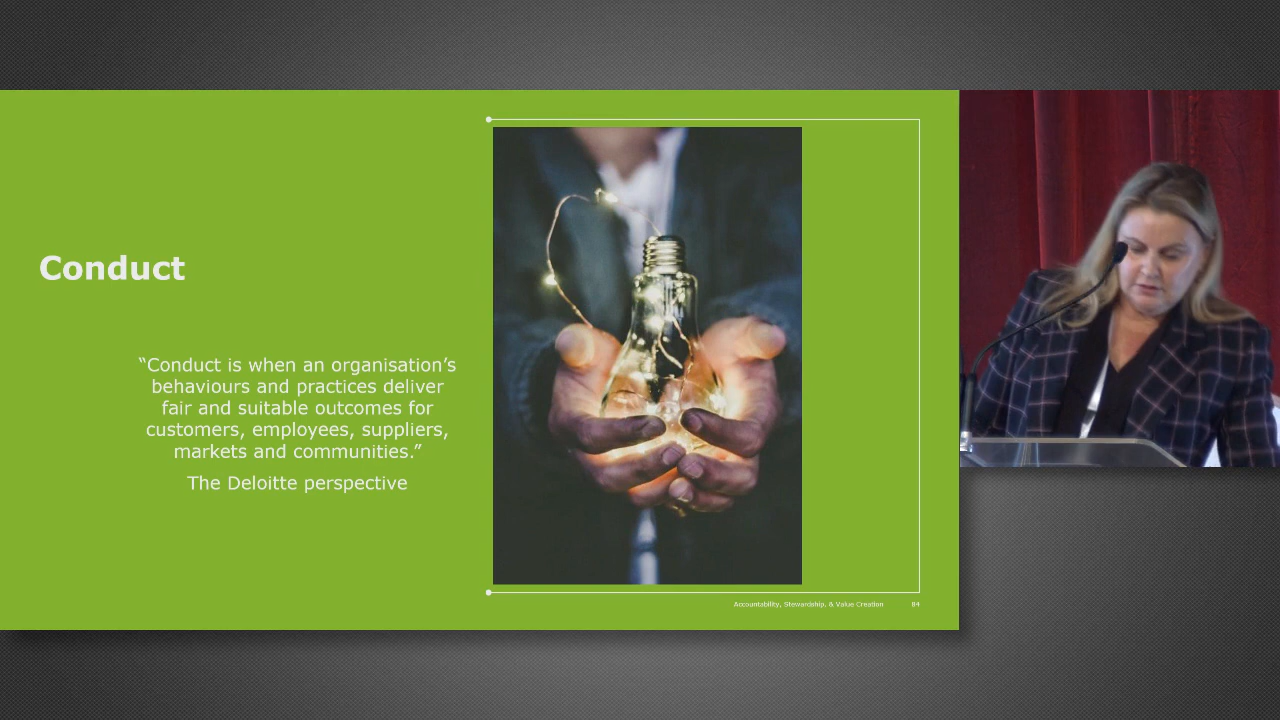 Conduct
“Conduct is when an organisation’s
behaviours and practices deliver
fair and suitable outcomes for
customers, employees, suppliers,
markets and communities.”
The Deloitte perspective
Accountability, Stewardship, & Value Creation 84